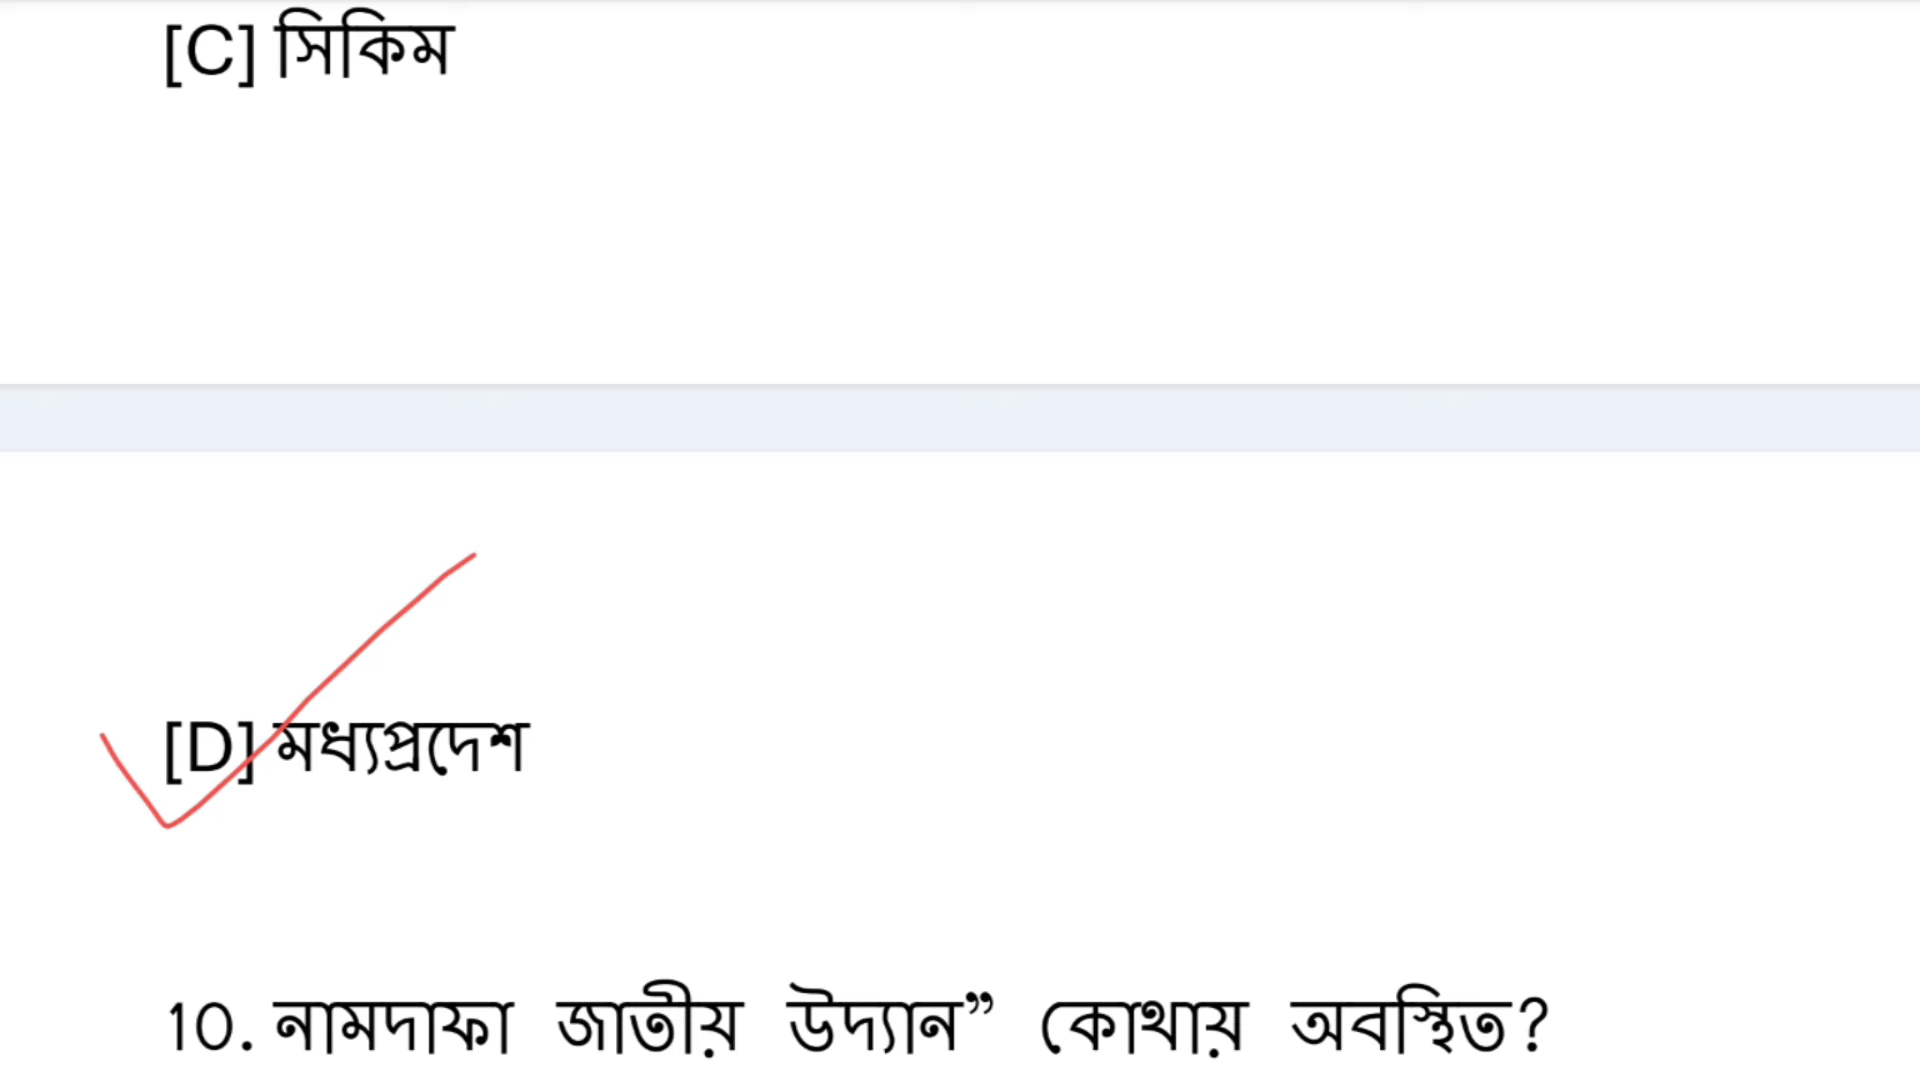 [C] সিকিম
[D] মধ্যপ্রদেশ
10. নামদাফা জাতীয় উদ্যান” কোথায় অবস্থিত?